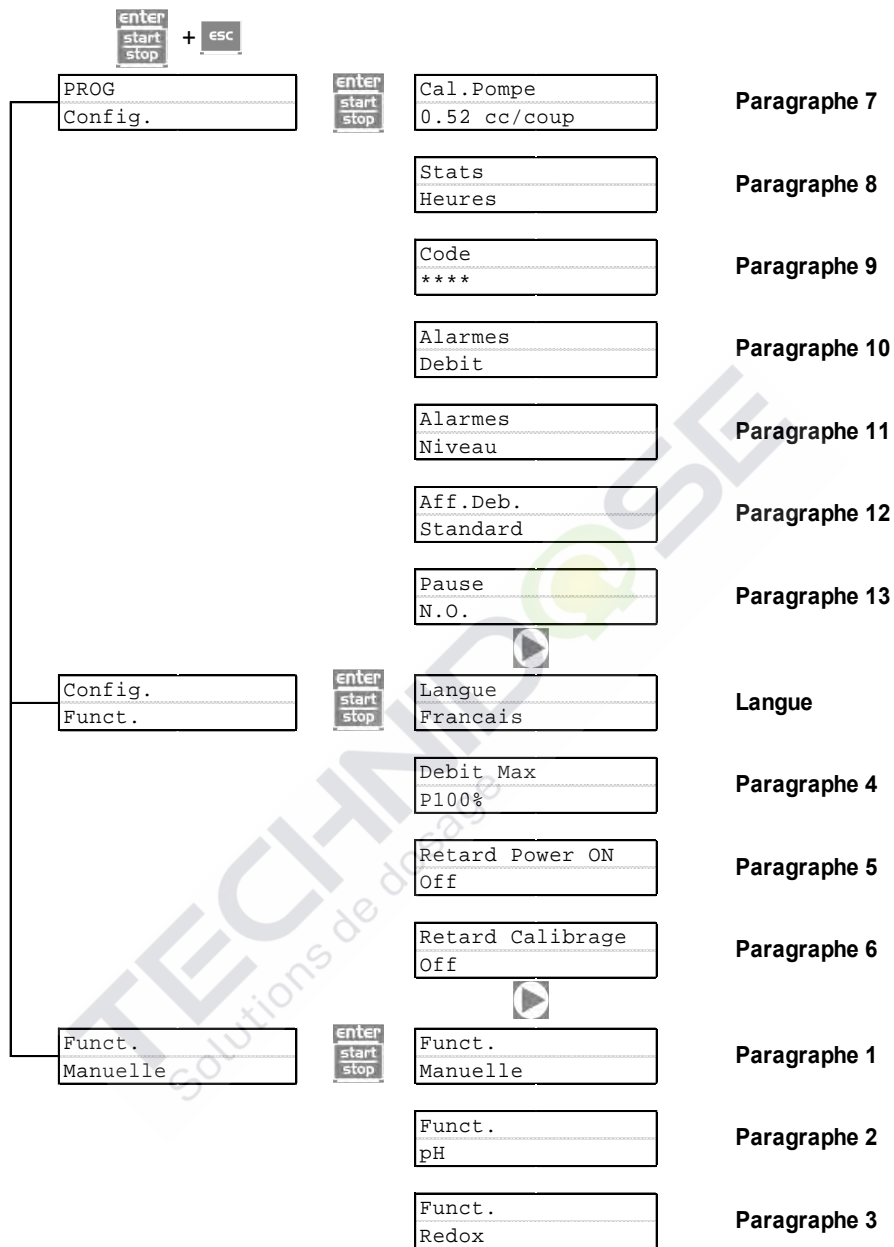 enter
start
stop
+ esc
PROG
Config.
enter
start
stop
Cal.Pompe
0.52 cc/coup
Paragraphe 7
Stats
Heures
Paragraphe 8
Code
****
Paragraphe 9
Alarmes
Debit
Paragraphe 10
Alarmes
Niveau
Paragraphe 11
Aff.Deb.
Standard
Paragraphe 12
Pause
N.O.
Paragraphe 13
Config.
Funct.
enter
start
stop
Langue
Francais
Langue
Debit Max
P100%
Paragraphe 4
Retard Power ON
Off
Paragraphe 5
Retard Calibrage
Off
Paragraphe 6
Funct.
Manuelle
enter
start
stop
Funct.
Manuelle
Paragraphe 1
Funct.
pH
Paragraphe 2
Funct.
Redox
Paragraphe 3
TECHNIDOSE
Solutions de dosage